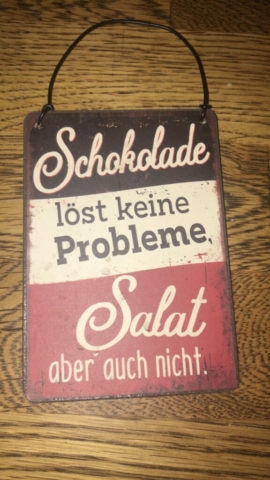 Schokolade
löst keine
Probleme,
Salat
aber auch nicht.